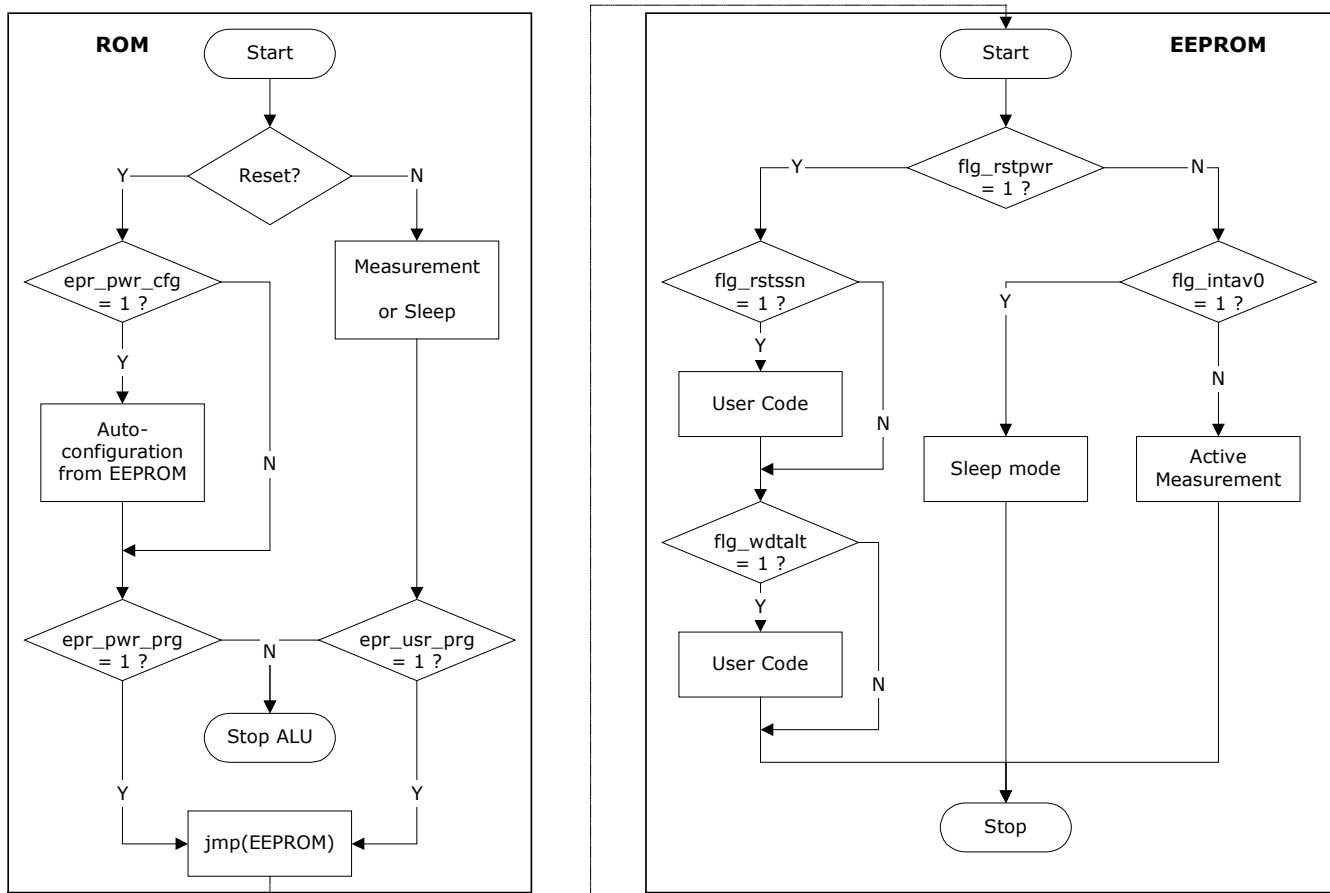 ROM
Start
Reset?
Y
N
epr_pwr_cfg
= 1 ?
Measurement
or Sleep
Y
Auto-
configuration
from EEPROM
N
epr_pwr_prg
= 1 ?
N
epr_usr_prg
= 1 ?
Stop ALU
Y
Y
jmp(EEPROM)
EEPROM
Start
flg_rstpwr
= 1 ?
Y
N
flg_rstssn
= 1 ?
flg_intav0
= 1 ?
Y
Y
N
User Code
N
Sleep mode
Active
Measurement
flg_wdtalt
= 1 ?
Y
User Code
N
Stop